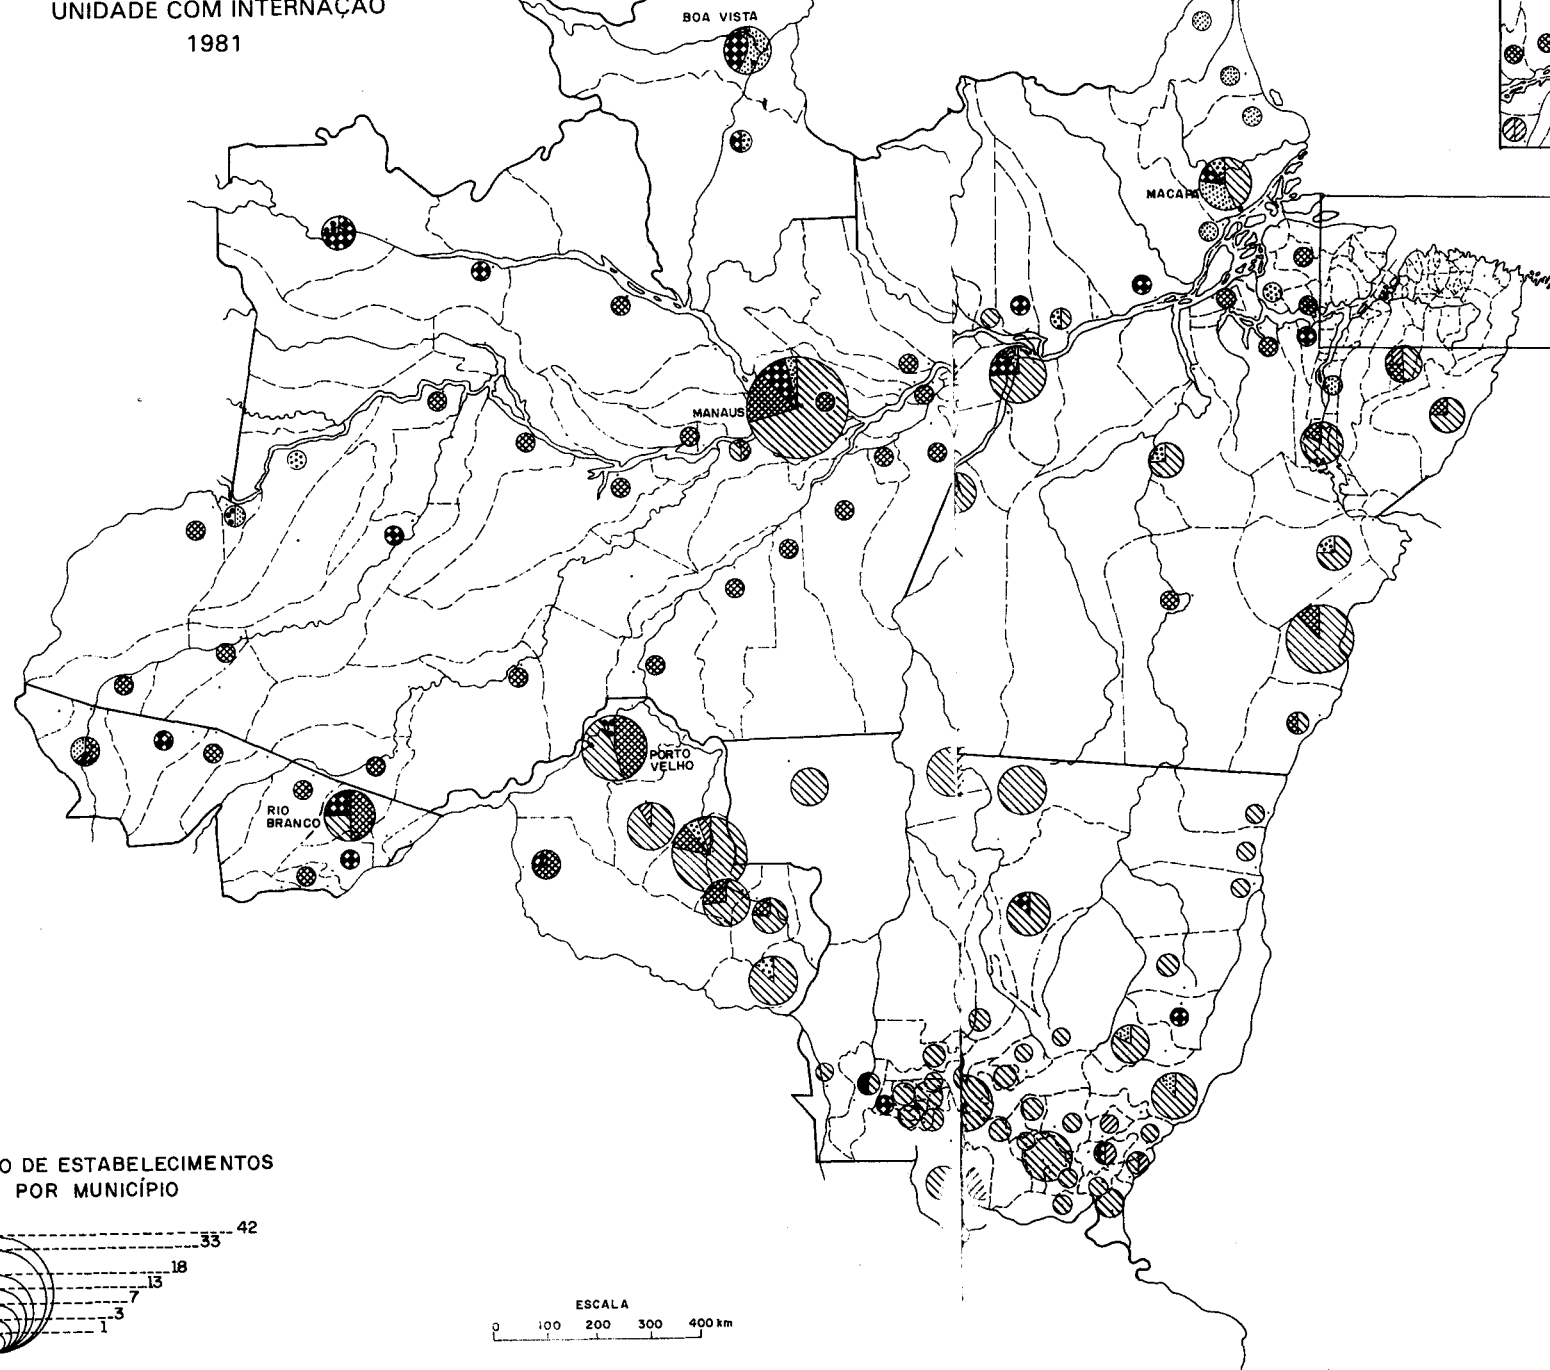 UNIDADE COM INTERNAÇÃO
1981
BOA VISTA
MACAPÁ
MANAUS
PORTO
VELHO
RIO
BRANCO
O DE ESTABELECIMENTOS
POR MUNICÍPIO
42
33
18
13
7
3
1
ESCALA
0 100 200 300 400 km